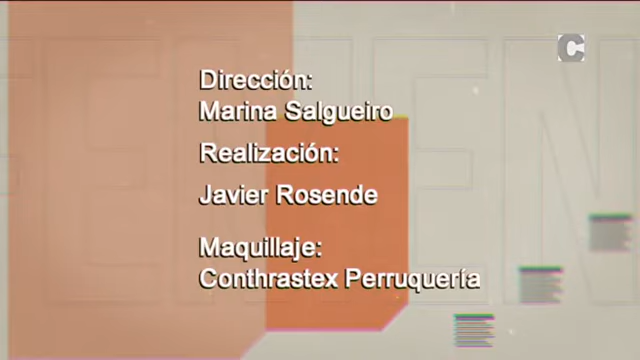 C
Dirección:
Marina Salgueiro
Realización:
Javier Rosende
Maquillaje:
Conthrastex Perruquería